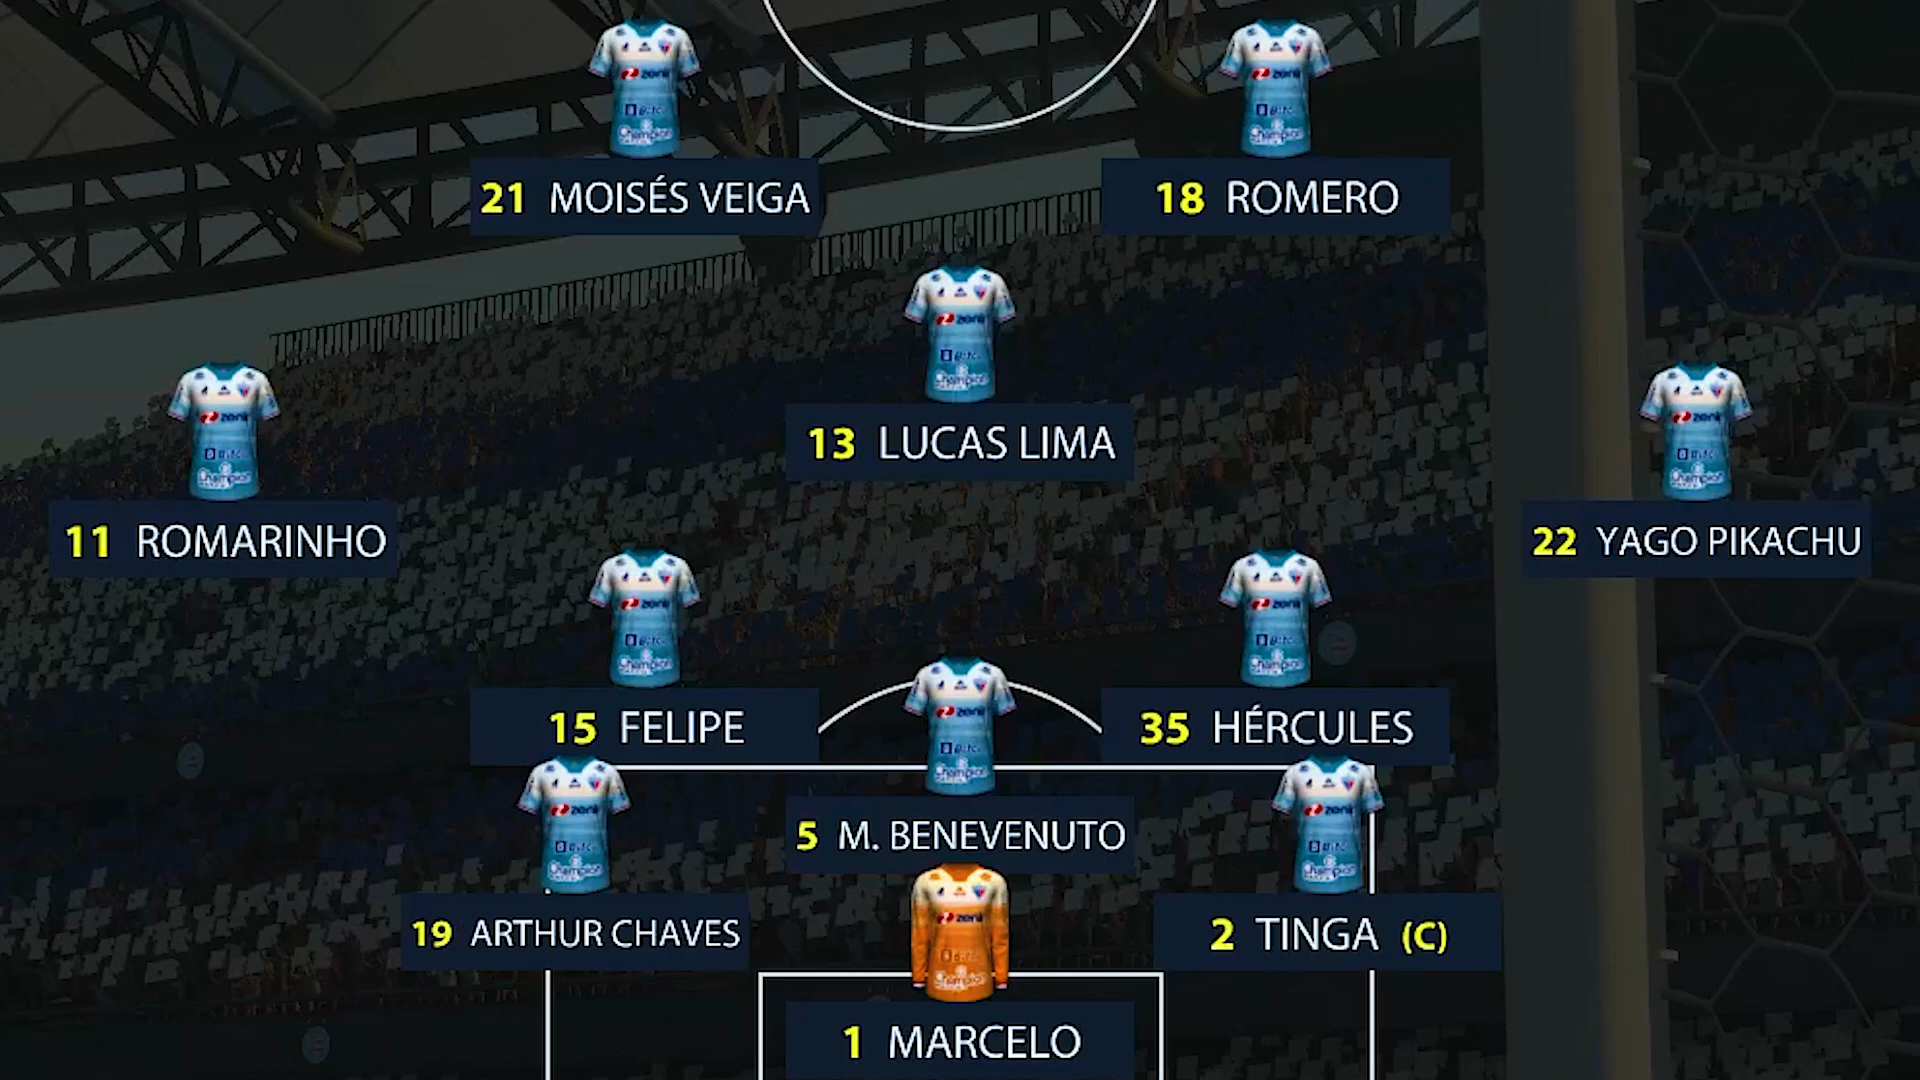 21 MOISÉS VEIGA
18 ROMERO
13 LUCAS LIMA
11 ROMARINHO
22 YAGO PIKACHU
15 FELIPE
35 HÉRCULES
5 M. BENEVENUTO
19 ARTHUR CHAVES
2 TINGA (C)
1 MARCELO